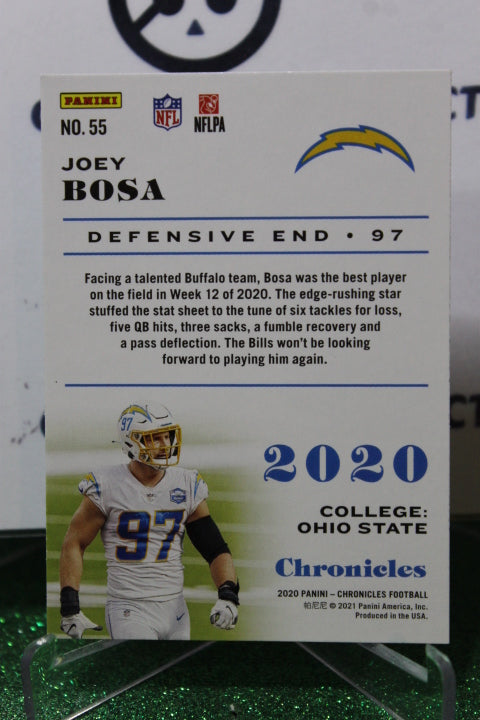 PANINI
NO. 55
NFL
NFLPA
JOEY
BOSA
DEFENSIVE END • 97
Facing a talented Buffalo team, Bosa was the best player
on the field in Week 12 of 2020. The edge-rushing star
stuffed the stat sheet to the tune of six tackles for loss,
five QB hits, three sacks, a fumble recovery and
a pass deflection. The Bills won't be looking
forward to playing him again.
97
97
2020
COLLEGE:
OHIO STATE
Chronicles
2020 PANINI – CHRONICLES FOOTBALL
帕尼尼 © 2021 Panini America, Inc.
Produced in the USA.